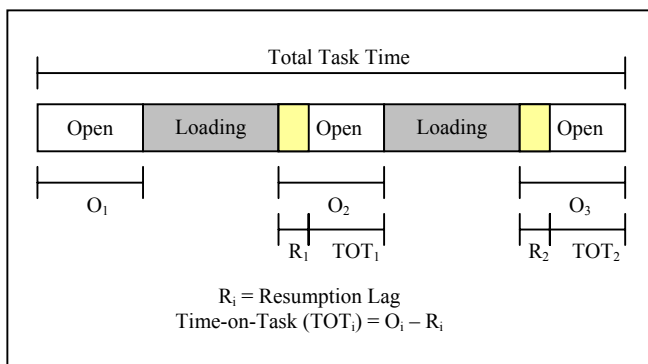 Total Task Time
Open Loading Open Loading Open
O₁ O₂ O₃
R₁ TOT₁ R₂ TOT₂
Rᵢ = Resumption Lag
Time-on-Task (TOTᵢ) = Oᵢ – Rᵢ